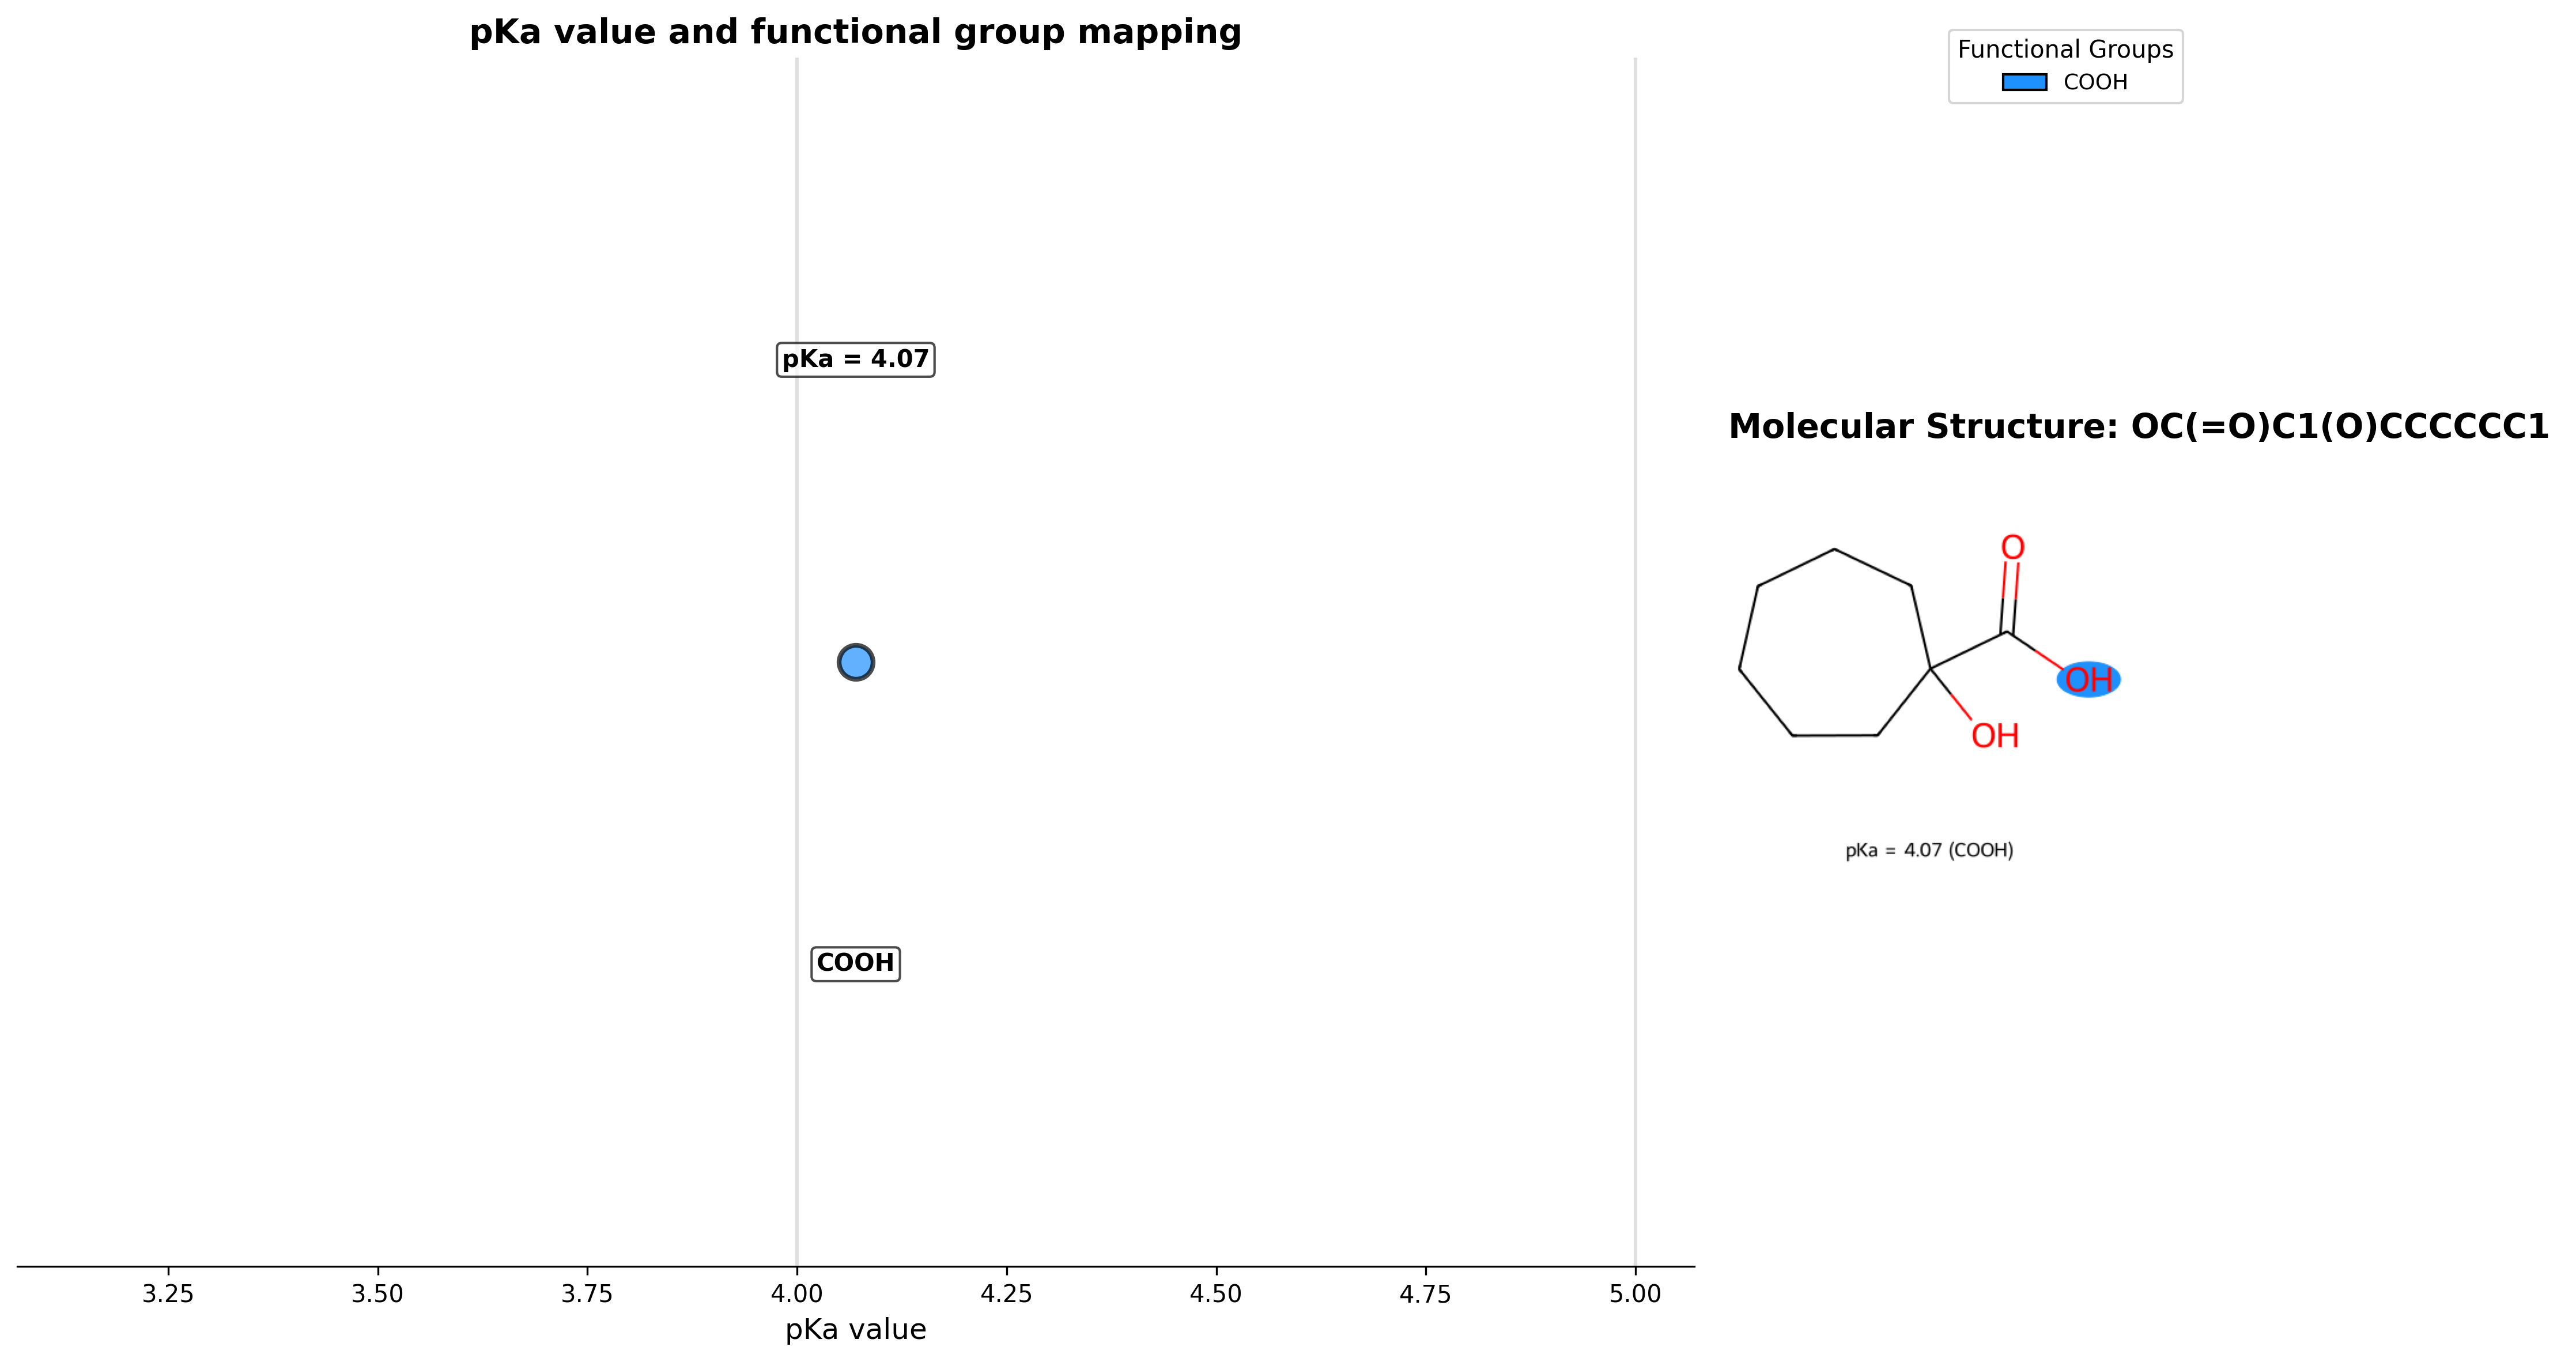 pKa value and functional group mapping
Functional Groups
COOH
pKa = 4.07
Molecular Structure: OC(=O)C1(O)CCCCCC1
O
OH
OH
pKa = 4.07 (COOH)
COOH
3.25 3.50 3.75 4.00 4.25 4.50 4.75 5.00
pKa value